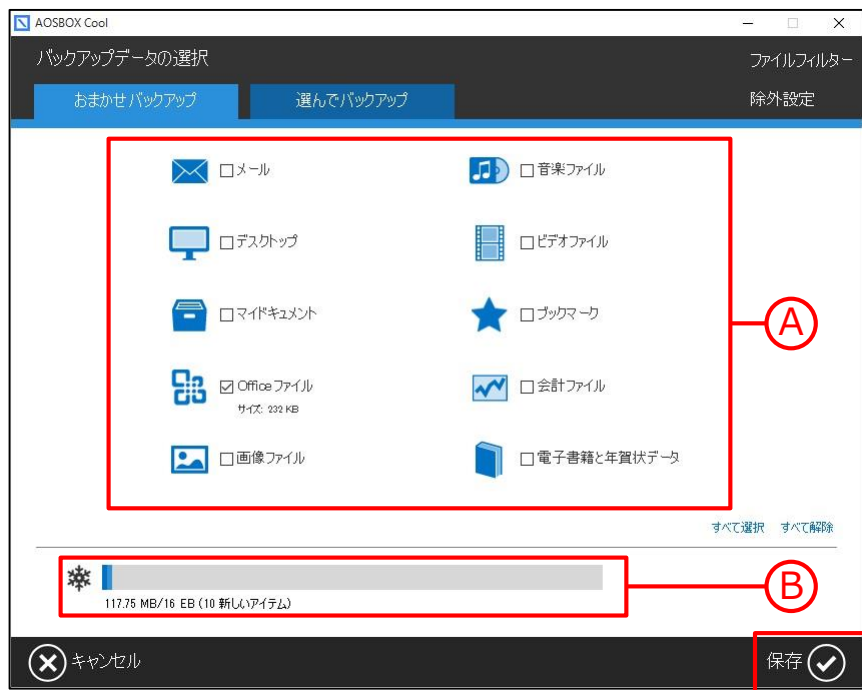 AOSBOX Cool
バックアップデータの選択
ファイルフィルター
おまかせバックアップ
選んでバックアップ
除外設定
メール
音楽ファイル
デスクトップ
ビデオファイル
マイドキュメント
ブックマーク
A
Office ファイル
サイズ: 232 KB
会計ファイル
画像ファイル
電子書籍と年賀状データ
すべて選択 すべて解除
117.75 MB/16 EB (10 新しいアイテム)
B
キャンセル
保存